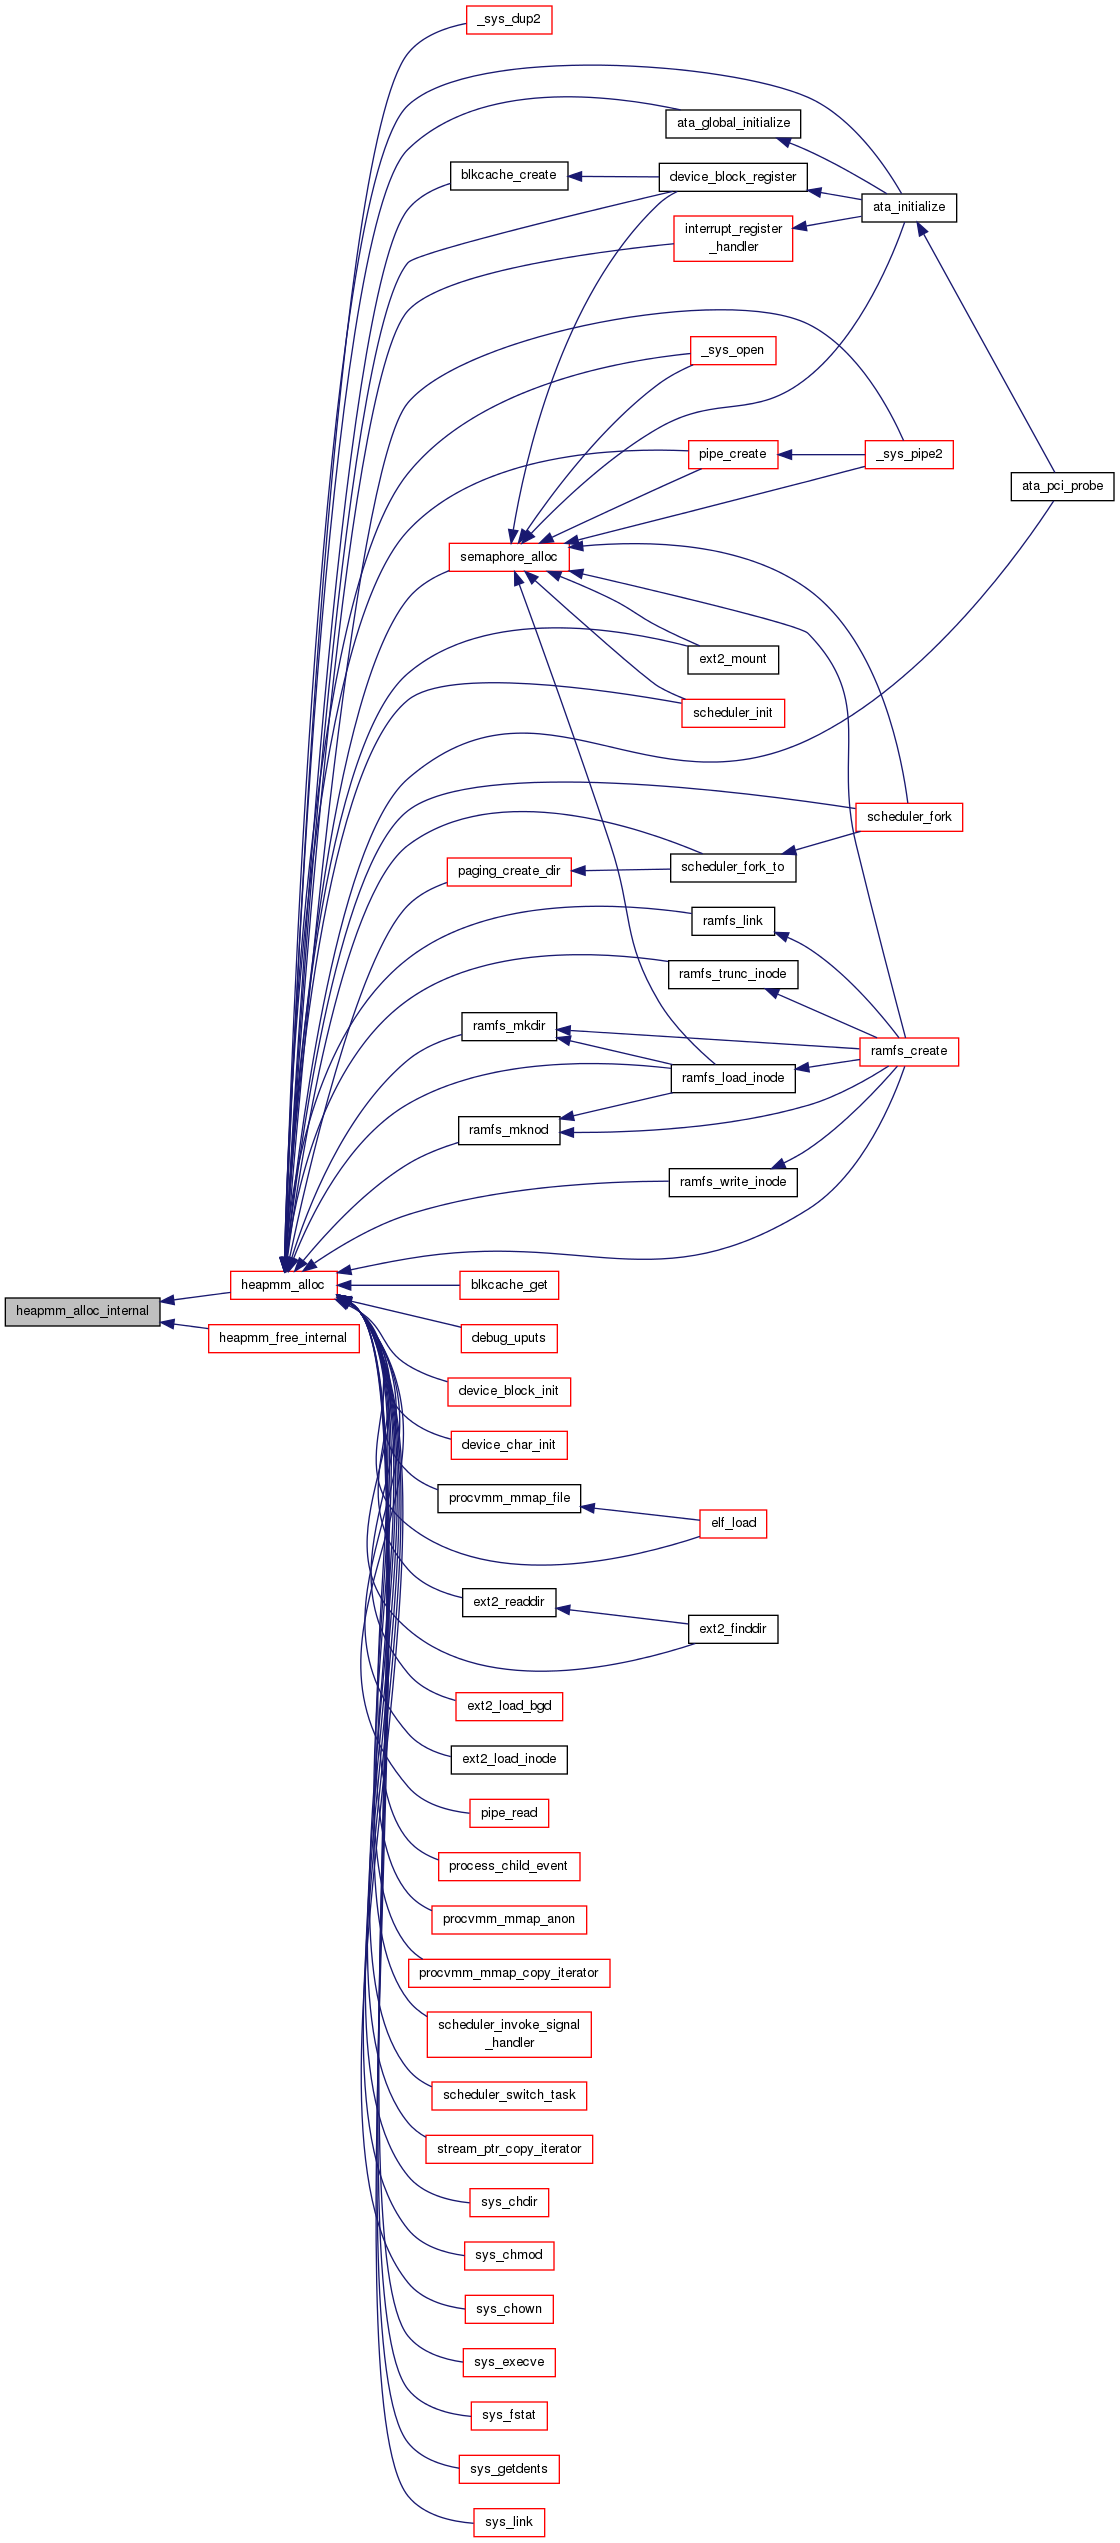 _sys_dup2
ata_global_initialize
blkcache_create
device_block_register
ata_initialize
interrupt_register
_handler
_sys_open
pipe_create
_sys_pipe2
ata_pci_probe
semaphore_alloc
ext2_mount
scheduler_init
scheduler_fork
paging_create_dir
scheduler_fork_to
ramfs_link
ramfs_trunc_inode
ramfs_mkdir
ramfs_create
ramfs_load_inode
ramfs_mknod
ramfs_write_inode
heapmm_alloc
blkcache_get
heapmm_alloc_internal
heapmm_free_internal
debug_uputs
device_block_init
device_char_init
procvmm_mmap_file
elf_load
ext2_readdir
ext2_finddir
ext2_load_bgd
ext2_load_inode
pipe_read
process_child_event
procvmm_mmap_anon
procvmm_mmap_copy_iterator
scheduler_invoke_signal
_handler
scheduler_switch_task
stream_ptr_copy_iterator
sys_chdir
sys_chmod
sys_chown
sys_execve
sys_fstat
sys_getdents
sys_link